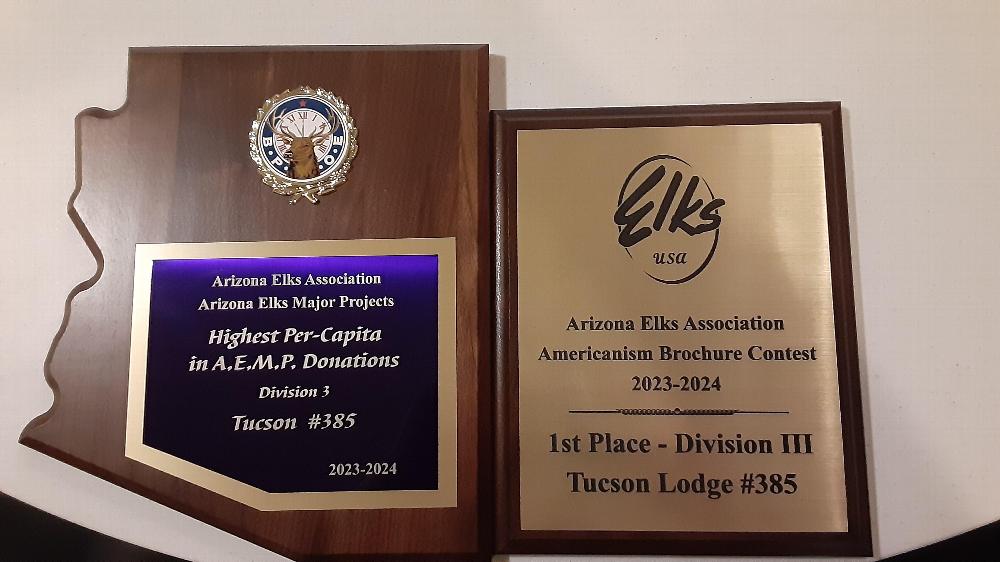 B.P.O.E.
Arizona Elks Association
Arizona Elks Major Projects
Highest Per-Capita
in A.E.M.P. Donations
Division 3
Tucson #385
2023-2024
Elks
usa
Arizona Elks Association
Americanism Brochure Contest
2023-2024
1st Place - Division III
Tucson Lodge #385